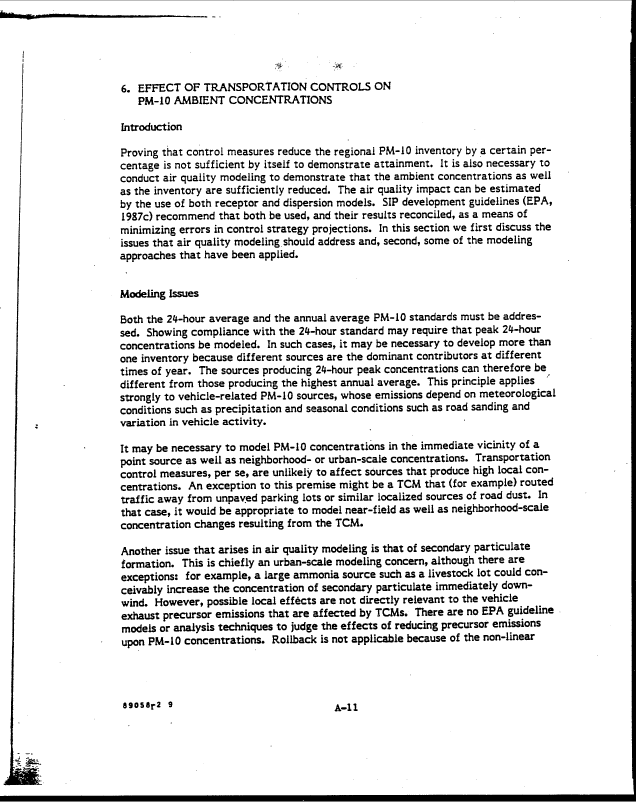 6. EFFECT OF TRANSPORTATION CONTROLS ON
PM-10 AMBIENT CONCENTRATIONS
Introduction
Proving that control measures reduce the regional PM-10 inventory by a certain per-
centage is not sufficient by itself to demonstrate attainment. It is also necessary to
conduct air quality modeling to demonstrate that the ambient concentrations as well
as the inventory are sufficiently reduced. The air quality impact can be estimated
by the use of both receptor and dispersion models. SIP development guidelines (EPA,
1987c) recommend that both be used, and their results reconciled, as a means of
minimizing errors in control strategy projections. In this section we first discuss the
issues that air quality modeling should address and, second, some of the modeling
approaches that have been applied.
Modeling Issues
Both the 24-hour average and the annual average PM-10 standards must be addres-
sed. Showing compliance with the 24-hour standard may require that peak 24-hour
concentrations be modeled. In such cases, it may be necessary to develop more than
one inventory because different sources are the dominant contributors at different
times of year. The sources producing 24-hour peak concentrations can therefore be
different from those producing the highest annual average. This principle applies
strongly to vehicle-related PM-10 sources, whose emissions depend on meteorological
conditions such as precipitation and seasonal conditions such as road sanding and
variation in vehicle activity.
It may be necessary to model PM-10 concentrations in the immediate vicinity of a
point source as well as neighborhood- or urban-scale concentrations. Transportation
control measures, per se, are unlikely to affect sources that produce high local con-
centrations. An exception to this premise might be a TCM that (for example) routed
traffic away from unpaved parking lots or similar localized sources of road dust. In
that case, it would be appropriate to model near-field as well as neighborhood-scale
concentration changes resulting from the TCM.
Another issue that arises in air quality modeling is that of secondary particulate
formation. This is chiefly an urban-scale modeling concern, although there are
exceptions: for example, a large ammonia source such as a livestock lot could con-
ceivably increase the concentration of secondary particulate immediately down-
wind. However, possible local effects are not directly relevant to the vehicle
exhaust precursor emissions that are affected by TCMs. There are no EPA guideline
models or analysis techniques to judge the effects of reducing precursor emissions
upon PM-10 concentrations. Rollback is not applicable because of the non-linear
89058r2 9
A-11